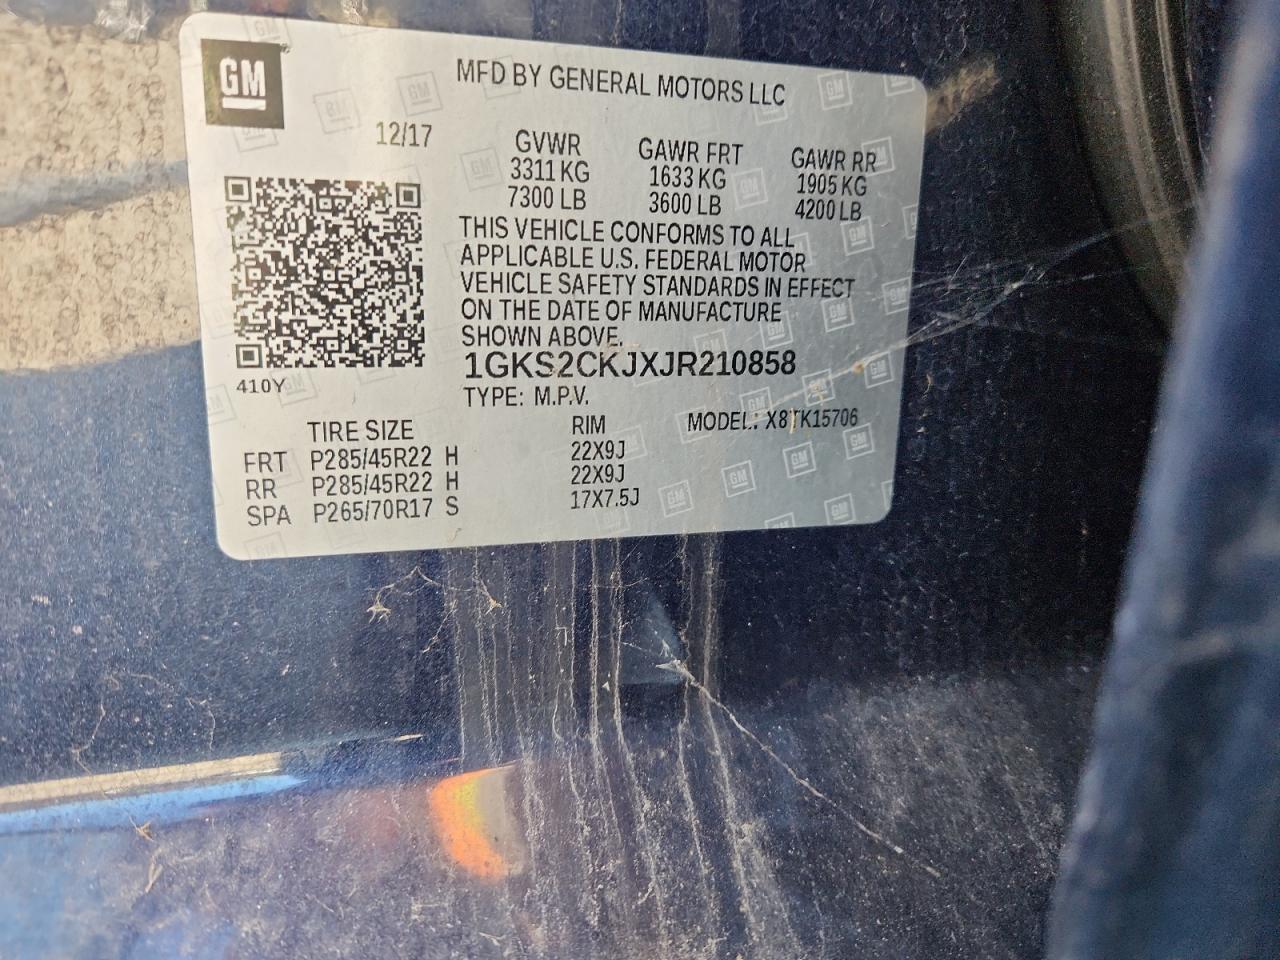 GM
MFD BY GENERAL MOTORS LLC
12/17
GVWR GAWR FRT GAWR RR
3311 KG 1633 KG 1905 KG
7300 LB 3600 LB 4200 LB
THIS VEHICLE CONFORMS TO ALL
APPLICABLE U.S. FEDERAL MOTOR
VEHICLE SAFETY STANDARDS IN EFFECT
ON THE DATE OF MANUFACTURE
SHOWN ABOVE.
1GKS2CKJXJR210858
410Y
TYPE: M.P.V.
TIRE SIZE RIM MODEL: X8TK15706
FRT P285/45R22 H 22X9J
RR P285/45R22 H 22X9J
SPA P265/70R17 S 17X7.5J